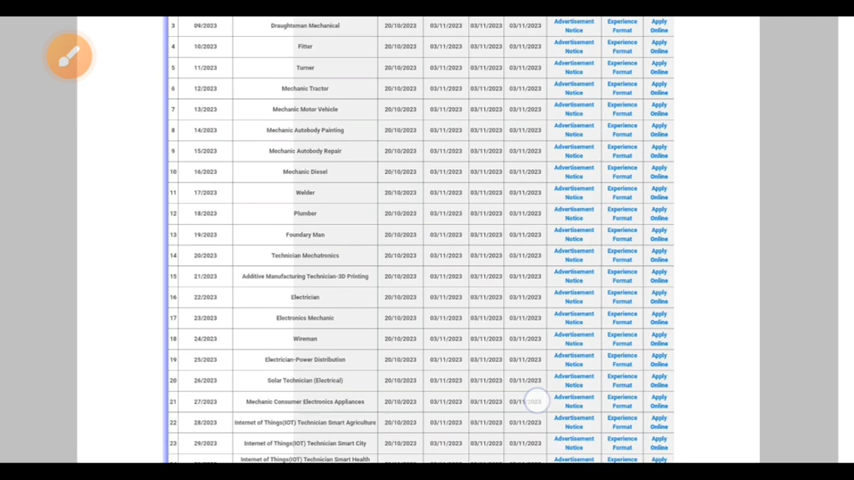 3 09/2023 Draughtsman Mechanical 20/10/2023 03/11/2023 03/11/2023 03/11/2023 Advertisement Notice Experience Format Apply Online
4 10/2023 Fitter 20/10/2023 03/11/2023 03/11/2023 03/11/2023 Advertisement Notice Experience Format Apply Online
5 11/2023 Turner 20/10/2023 03/11/2023 03/11/2023 03/11/2023 Advertisement Notice Experience Format Apply Online
6 12/2023 Mechanic Tractor 20/10/2023 03/11/2023 03/11/2023 03/11/2023 Advertisement Notice Experience Format Apply Online
7 13/2023 Mechanic Motor Vehicle 20/10/2023 03/11/2023 03/11/2023 03/11/2023 Advertisement Notice Experience Format Apply Online
8 14/2023 Mechanic Autobody Painting 20/10/2023 03/11/2023 03/11/2023 03/11/2023 Advertisement Notice Experience Format Apply Online
9 15/2023 Mechanic Autobody Repair 20/10/2023 03/11/2023 03/11/2023 03/11/2023 Advertisement Notice Experience Format Apply Online
10 16/2023 Mechanic Diesel 20/10/2023 03/11/2023 03/11/2023 03/11/2023 Advertisement Notice Experience Format Apply Online
11 17/2023 Welder 20/10/2023 03/11/2023 03/11/2023 03/11/2023 Advertisement Notice Experience Format Apply Online
12 18/2023 Plumber 20/10/2023 03/11/2023 03/11/2023 03/11/2023 Advertisement Notice Experience Format Apply Online
13 19/2023 Foundary Man 20/10/2023 03/11/2023 03/11/2023 03/11/2023 Advertisement Notice Experience Format Apply Online
14 20/2023 Technician Mechatronics 20/10/2023 03/11/2023 03/11/2023 03/11/2023 Advertisement Notice Experience Format Apply Online
15 21/2023 Additive Manufacturing Technician-3D Printing 20/10/2023 03/11/2023 03/11/2023 03/11/2023 Advertisement Notice Experience Format Apply Online
16 22/2023 Electrician 20/10/2023 03/11/2023 03/11/2023 03/11/2023 Advertisement Notice Experience Format Apply Online
17 23/2023 Electronics Mechanic 20/10/2023 03/11/2023 03/11/2023 03/11/2023 Advertisement Notice Experience Format Apply Online
18 24/2023 Wireman 20/10/2023 03/11/2023 03/11/2023 03/11/2023 Advertisement Notice Experience Format Apply Online
19 25/2023 Electrician-Power Distribution 20/10/2023 03/11/2023 03/11/2023 03/11/2023 Advertisement Notice Experience Format Apply Online
20 26/2023 Solar Technician (Electrical) 20/10/2023 03/11/2023 03/11/2023 03/11/2023 Advertisement Notice Experience Format Apply Online
21 27/2023 Mechanic Consumer Electronics Appliances 20/10/2023 03/11/2023 03/11/2023 03/11/2023 Advertisement Notice Experience Format Apply Online
22 28/2023 Internet of Things(IOT) Technician Smart Agriculture 20/10/2023 03/11/2023 03/11/2023 03/11/2023 Advertisement Notice Experience Format Apply Online
23 29/2023 Internet of Things(IOT) Technician Smart City 20/10/2023 03/11/2023 03/11/2023 03/11/2023 Advertisement Notice Experience Format Apply Online
Internet of Things(IOT) Technician Smart Health Advertisement Experience Apply